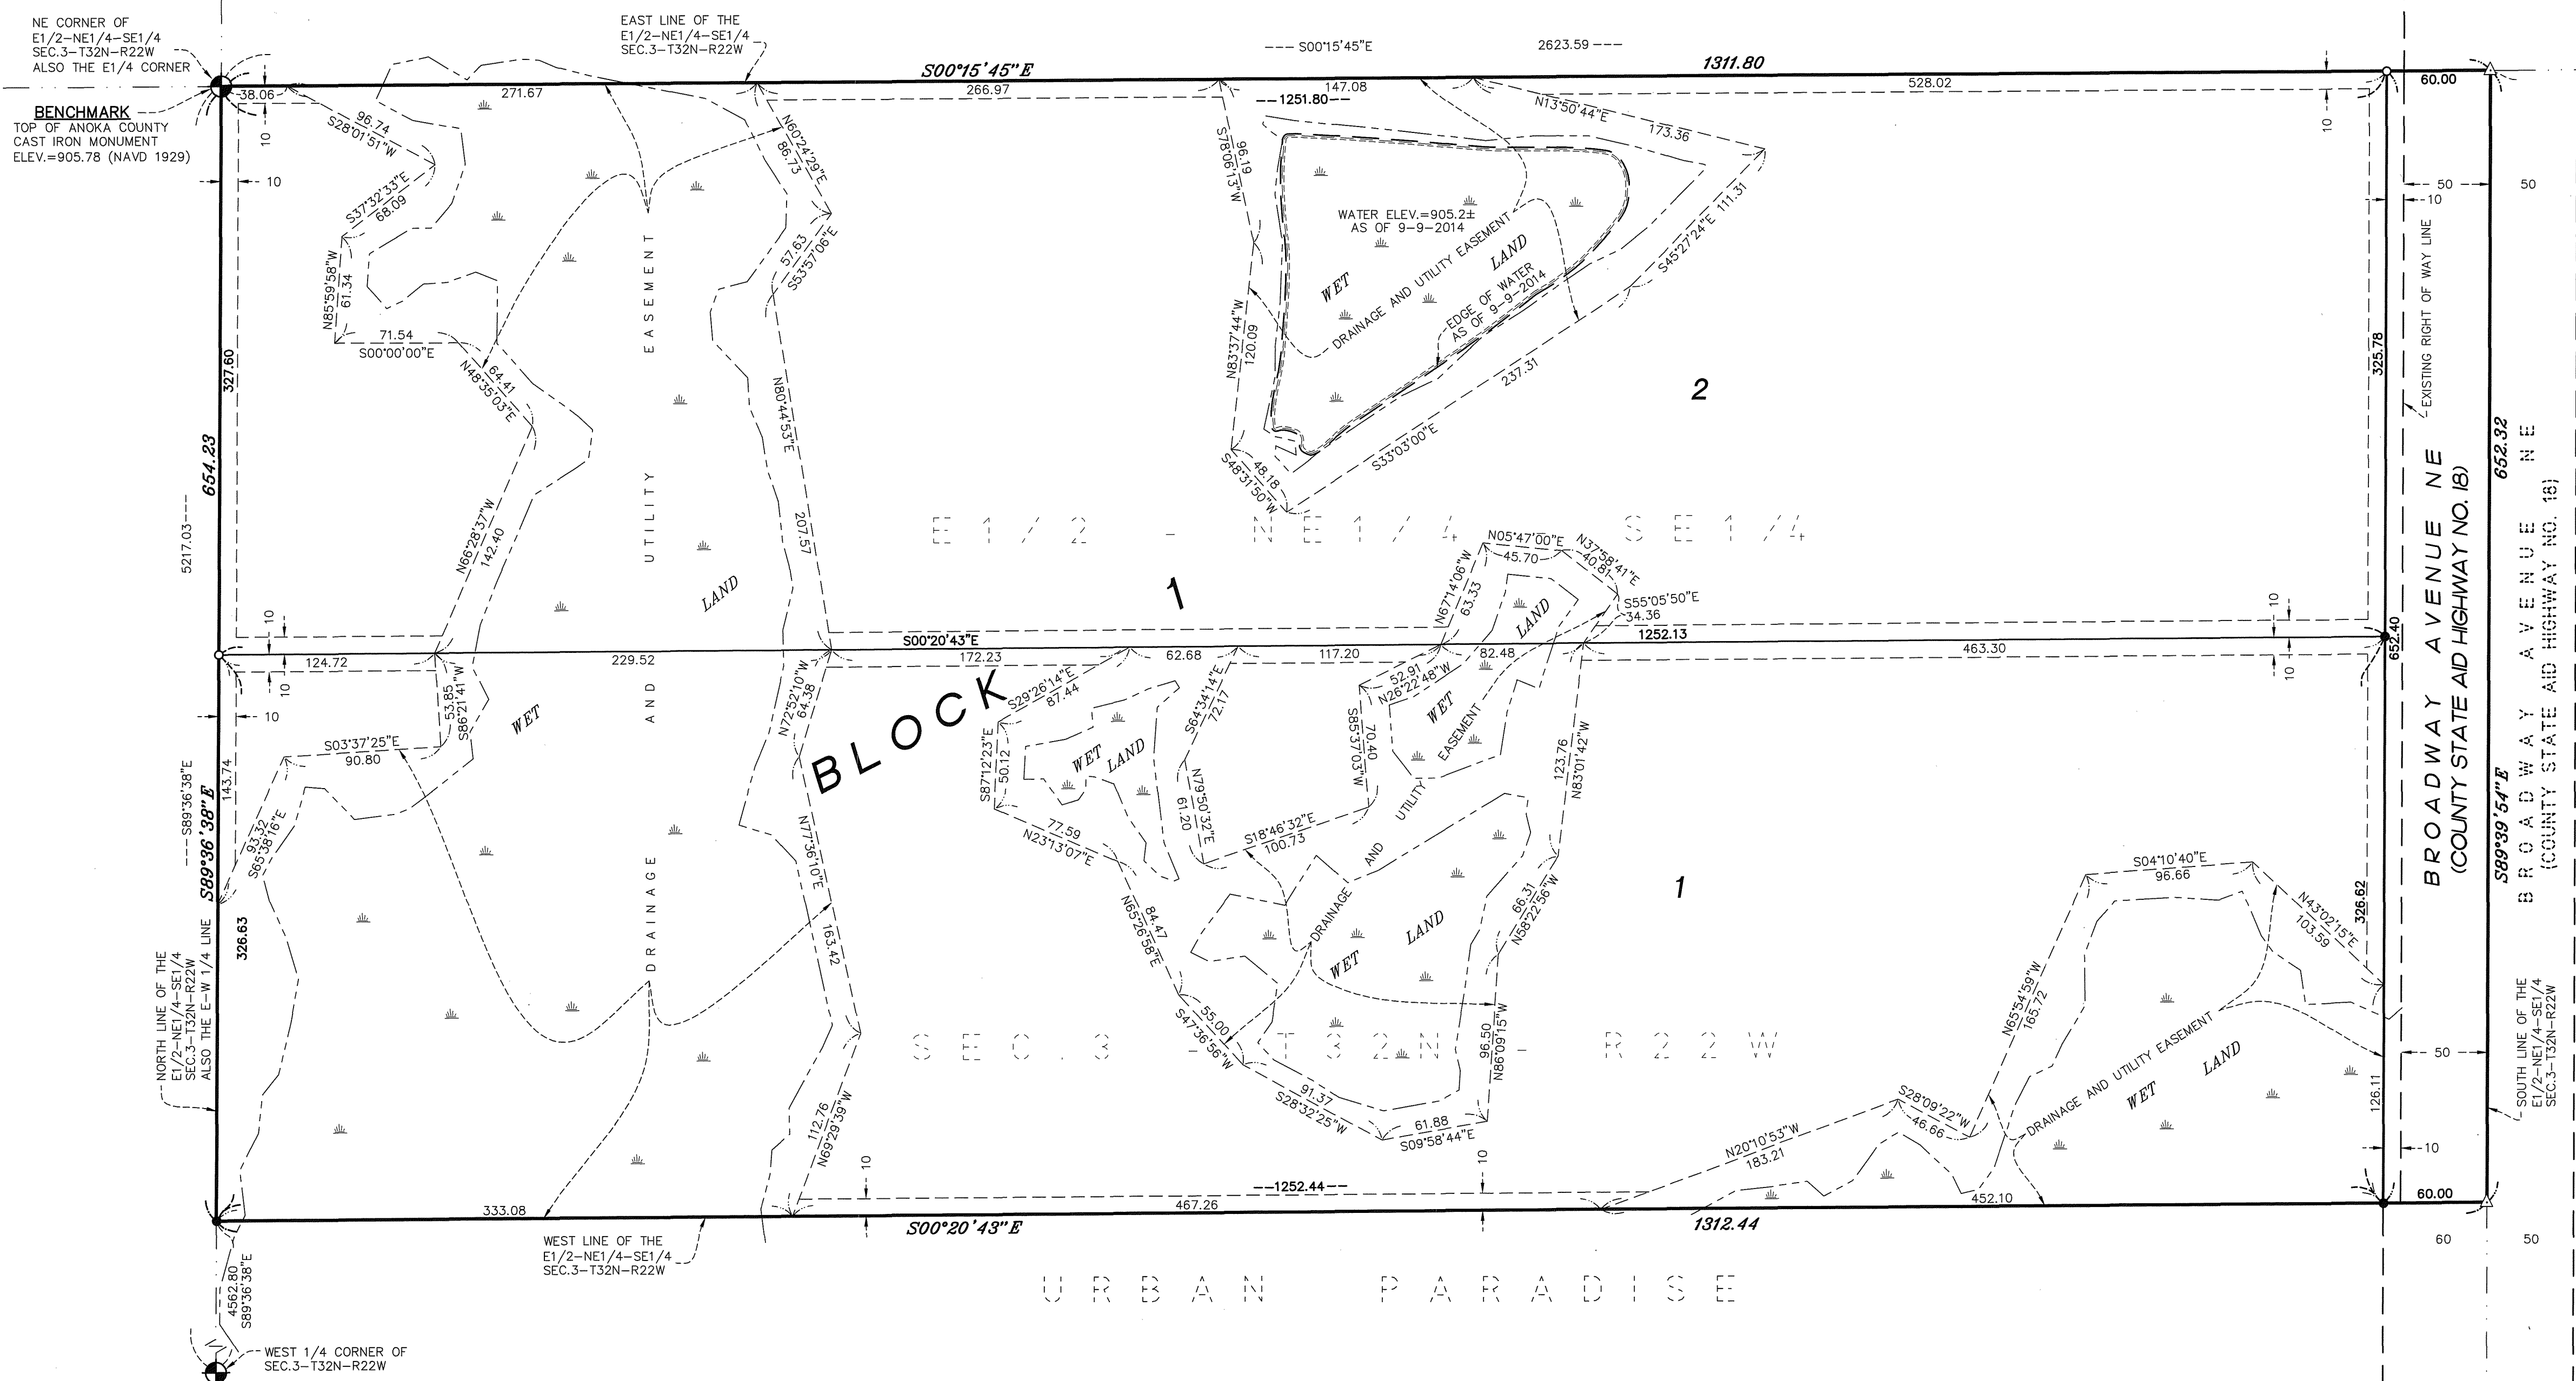 NE CORNER OF
E1/2-NE1/4-SE1/4
SEC.3-T32N-R22W
ALSO THE E1/4 CORNER
BENCHMARK
TOP OF ANOKA COUNTY
CAST IRON MONUMENT
ELEV.=905.78 (NAVD 1929)
EAST LINE OF THE
E1/2-NE1/4-SE1/4
SEC.3-T32N-R22W
--- S00°15'45"E
2623.59 ---
S00°15'45"E
1311.80
60.00
38.06
271.67
266.97
147.08
--1251.80--
528.02
10
10
10
96.74
S28°01'51"W
S37°32'33"E
68.09
N85°59'58"W
61.34
71.54
S00°00'00"E
N48°35'03"E
64.41
N66°28'37"W
142.40
N60°24'29"E
86.73
57.63
S53°57'06"E
N80°44'53"E
207.57
96.19
S78°06'13"W
N83°37'44"W
120.09
48.18
S48°31'50"W
N13°50'44"E
173.36
S45°27'24"E 111.31
237.31
S33°03'00"E
WATER ELEV.=905.2±
AS OF 9-9-2014
DRAINAGE AND UTILITY EASEMENT
WET
LAND
EDGE OF WATER
AS OF 9-9-2014
2
327.60
654.23
5217.03---
325.78
EXISTING RIGHT OF WAY LINE
50
50
10
652.32
BROADWAY AVENUE NE
(COUNTY STATE AID HIGHWAY NO. 18)
BROADWAY AVENUE NE
(COUNTY STATE AID HIGHWAY NO. 18)
E1/2 - NE1/4 SE1/4
DRAINAGE AND UTILITY EASEMENT
LAND
WET
1
BLOCK
N05°47'00"E
45.70
N37°58'41"E
40.81
S55°05'50"E
34.36
N67°14'06"W
63.33
LAND
S00°20'43"E
1252.13
652.40
10
10
10
10
124.72
229.52
172.23
62.68
117.20
82.48
463.30
10
53.85
S86°21'41"W
S03°37'25"E
90.80
93.32
S65°38'16"E
143.74
---S89°36'38"E
S89°36'38"E
326.63
N72°52'10"W
64.38
N77°36'10"E
163.42
112.76
N69°29'39"W
S29°26'14"E
87.44
S87°12'23"E
50.12
77.59
N23°13'07"E
WET
LAND
S64°34'14"E
72.17
N79°50'32"E
61.20
S18°46'32"E
100.73
52.91
N26°22'48"W
70.40
S85°37'03"W
WET
DRAINAGE AND UTILITY EASEMENT
123.76
N83°01'42"W
66.31
N58°22'56"W
96.50
N86°09'15"W
84.47
N65°26'58"E
55.00
S47°36'56"W
91.37
S28°32'25"W
61.88
S09°58'44"E
WET
LAND
1
S04°10'40"E
96.66
N43°02'15"E
103.59
N65°54'59"W
165.72
S28°09'22"W
46.66
N20°10'53"W
183.21
DRAINAGE AND UTILITY EASEMENT
WET
LAND
326.62
126.11
S89°39'54"E
50
10
SOUTH LINE OF THE
E1/2-NE1/4-SE1/4
SEC.3-T32N-R22W
NORTH LINE OF THE
E1/2-NE1/4-SE1/4
SEC.3-T32N-R22W
ALSO THE E-W 1/4 LINE
SEC.3 - T32N - R22W
10
10
333.08
467.26
--1252.44--
452.10
60.00
S00°20'43"E
1312.44
60
50
WEST LINE OF THE
E1/2-NE1/4-SE1/4
SEC.3-T32N-R22W
URBAN PARADISE
4562.80
S89°36'38"E
WEST 1/4 CORNER OF
SEC.3-T32N-R22W